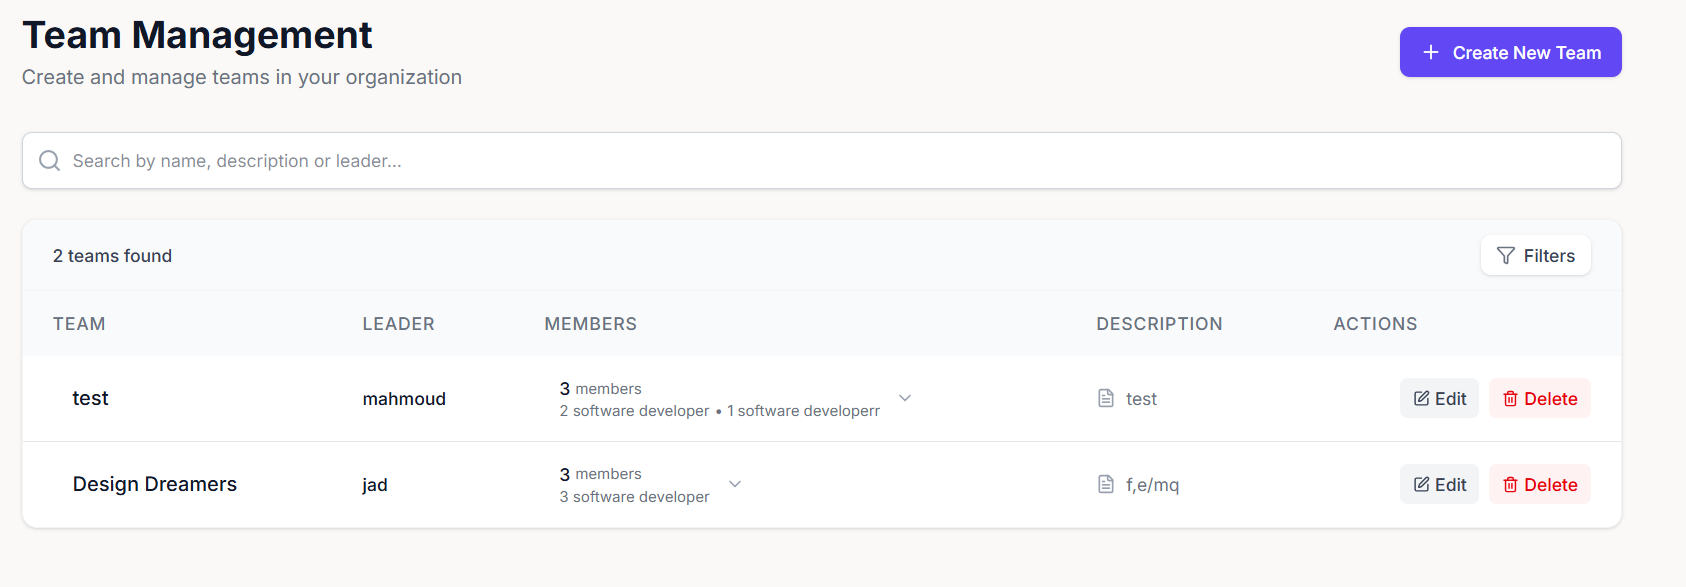 Team Management
Create and manage teams in your organization
Create New Team
Search by name, description or leader...
2 teams found
Filters
TEAM LEADER MEMBERS DESCRIPTION ACTIONS
test mahmoud 3 members test Edit Delete
2 software developer • 1 software developerr
Design Dreamers jad 3 members f,e/mq Edit Delete
3 software developer